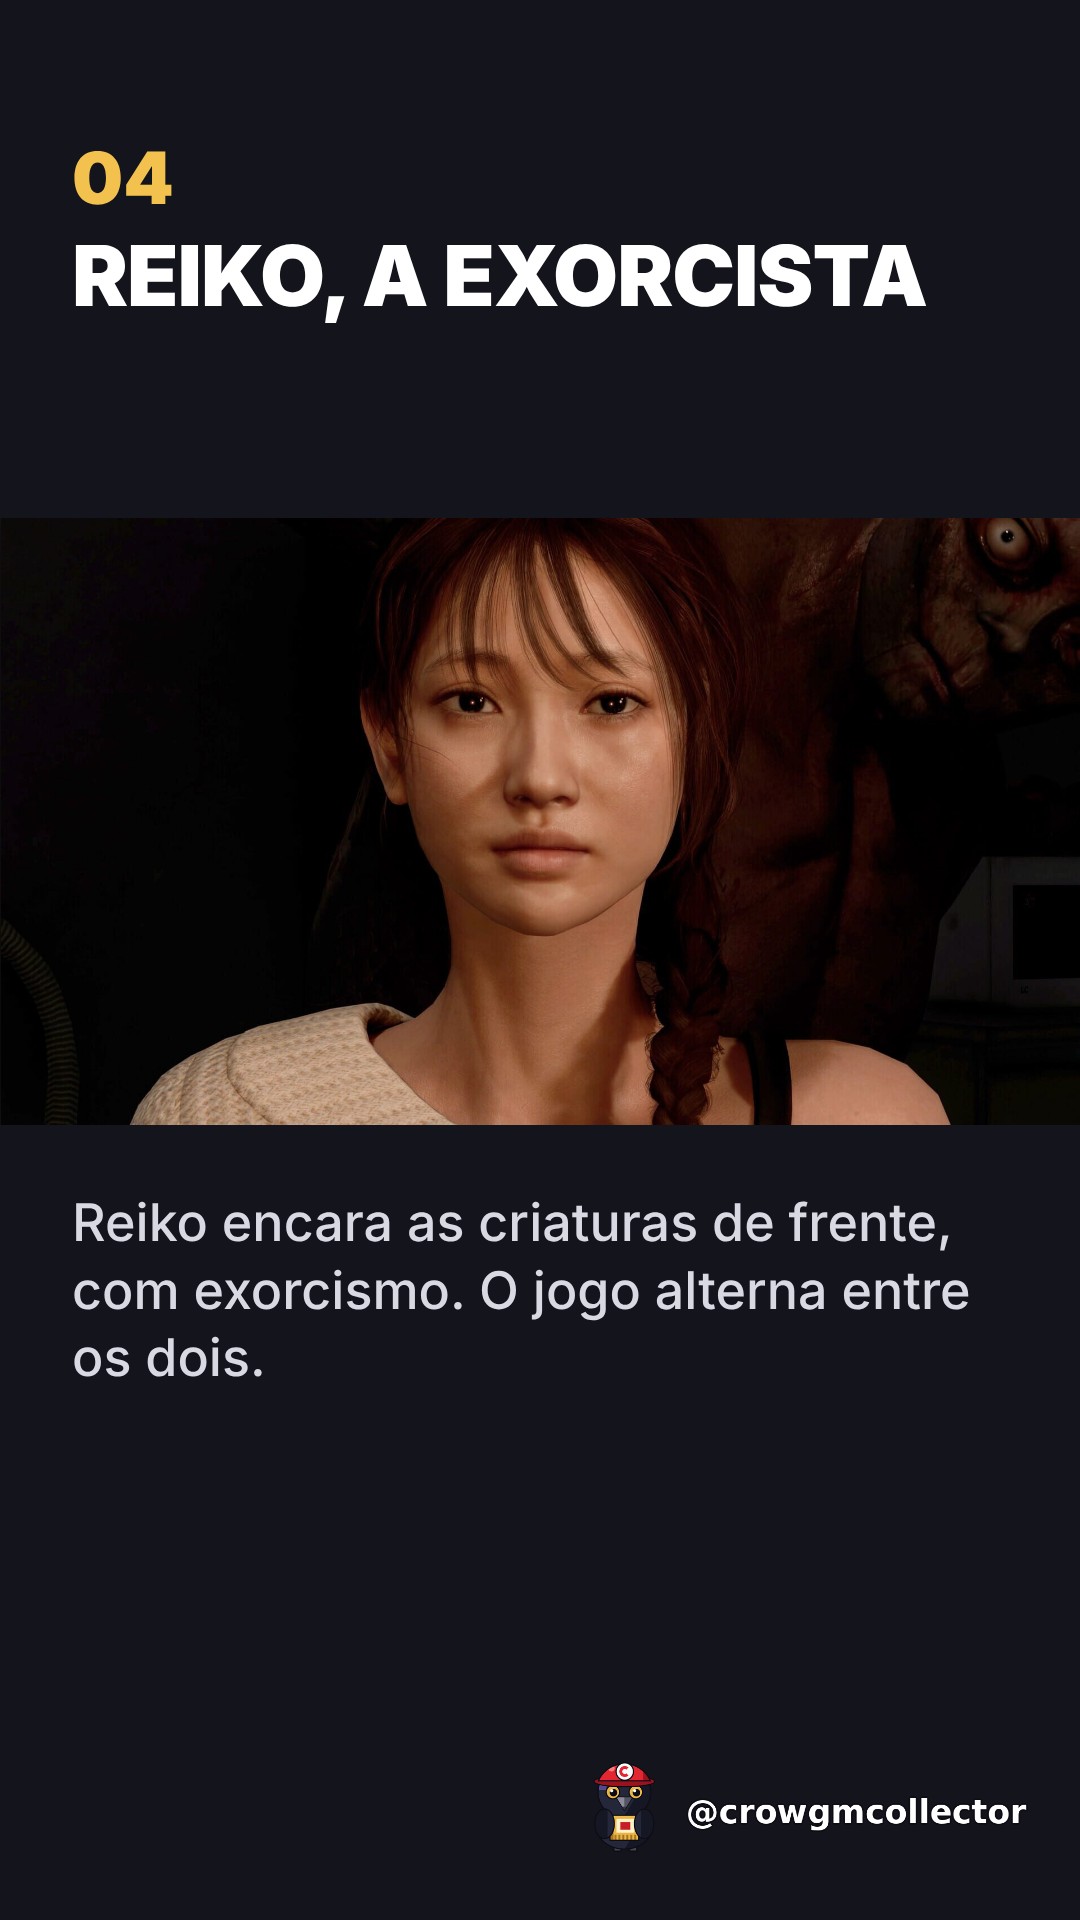 04
REIKO, A EXORCISTA
Reiko encara as criaturas de frente,
com exorcismo. O jogo alterna entre
os dois.
C
@crowgmcollector